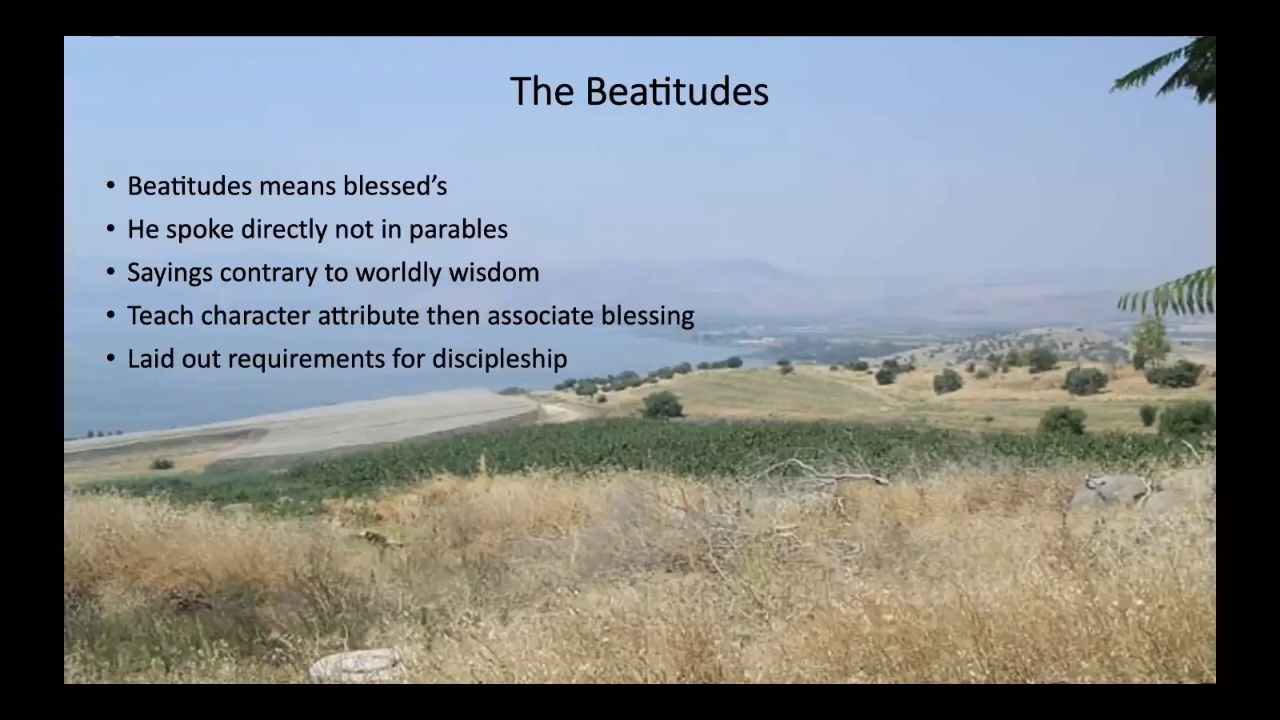 The Beatitudes
• Beatitudes means blessed’s
• He spoke directly not in parables
• Sayings contrary to worldly wisdom
• Teach character attribute then associate blessing
• Laid out requirements for discipleship